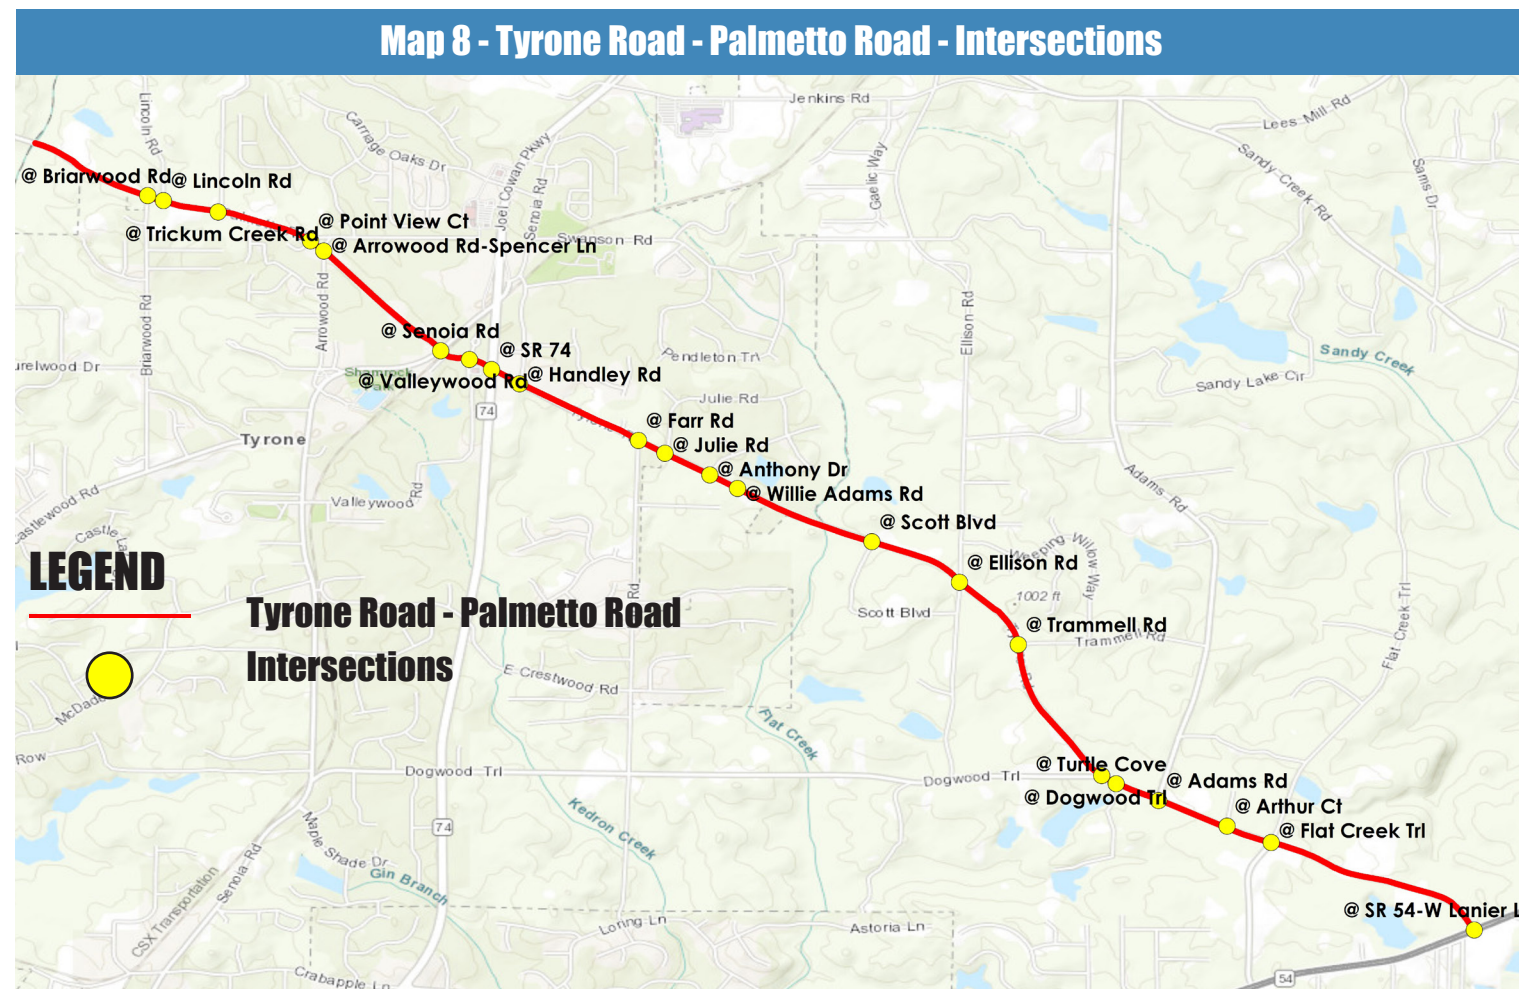 Map 8 - Tyrone Road - Palmetto Road - Intersections
Jenkins Rd
Lincoln Rd
Carriage Oaks Dr
Joel Cowan Pkwy
Senoia Rd
Gaelic Way
Lees Mill Rd
Sandy Creek Rd
Sams Dr
@ Briarwood Rd
@ Lincoln Rd
@ Trickum Creek Rd
@ Point View Ct
@ Arrowood Rd-Spencer Ln
Swanson Rd
Briarwood Rd
Arrowood Rd
Ellison Rd
@ Senoia Rd
@ SR 74
@ Valleywood Rd
@ Handley Rd
Pendleton Trl
Sandy Creek
Sandy Lake Cir
urelwood Dr
Shamrock
Julie Rd
74
Tyrone
@ Farr Rd
@ Julie Rd
@ Anthony Dr
@ Willie Adams Rd
Adams Rd
astlewood Rd
Valleywood Rd
Castle La
@ Scott Blvd
Weeping Willow Way
@ Ellison Rd
1002 ft
LEGEND
Tyrone Road - Palmetto Road
Intersections
Rd
Scott Blvd
@ Trammell Rd
Trammell Rd
Flat Creek Trl
E Crestwood Rd
McDade
Flat Creek
Row
Dogwood Trl
Dogwood Trl
@ Turtle Cove
@ Dogwood Trl
@ Adams Rd
@ Arthur Ct
@ Flat Creek Trl
Kedron Creek
74
Maple Shade Dr
Gin Branch
Senoia Rd
CSX Transportation
Loring Ln
Astoria Ln
@ SR 54-W Lanier L
Crabapple Ln
54